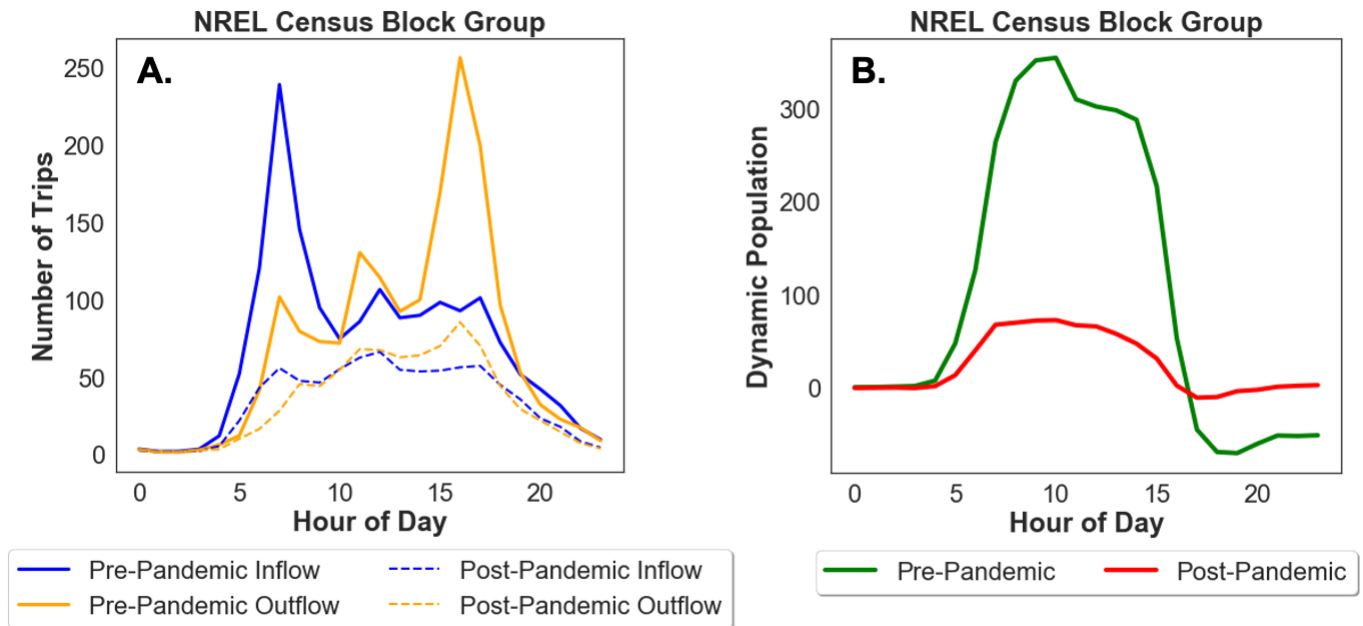 NREL Census Block Group
A.
250
200
150
100
50
0
Number of Trips
0 5 10 15 20
Hour of Day
Pre-Pandemic Inflow
Post-Pandemic Inflow
Pre-Pandemic Outflow
Post-Pandemic Outflow
NREL Census Block Group
B.
300
200
100
0
Dynamic Population
0 5 10 15 20
Hour of Day
Pre-Pandemic
Post-Pandemic